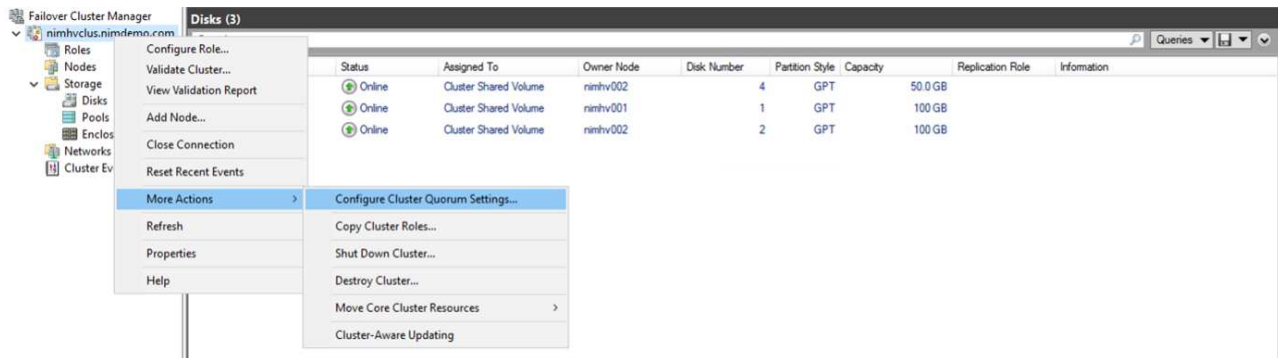 Failover Cluster Manager
nimhvclus.nimdemo.com
Roles
Nodes
Storage
Disks
Pools
Enclos
Networks
Cluster Ev
Configure Role...
Validate Cluster...
View Validation Report
Add Node...
Close Connection
Reset Recent Events
More Actions >
Refresh
Properties
Help
Configure Cluster Quorum Settings...
Copy Cluster Roles...
Shut Down Cluster...
Destroy Cluster...
Move Core Cluster Resources >
Cluster-Aware Updating
Disks (3)
Queries
Status Assigned To Owner Node Disk Number Partition Style Capacity Replication Role Information
Online Cluster Shared Volume nimhv002 4 GPT 50.0 GB
Online Cluster Shared Volume nimhv001 1 GPT 100 GB
Online Cluster Shared Volume nimhv002 2 GPT 100 GB